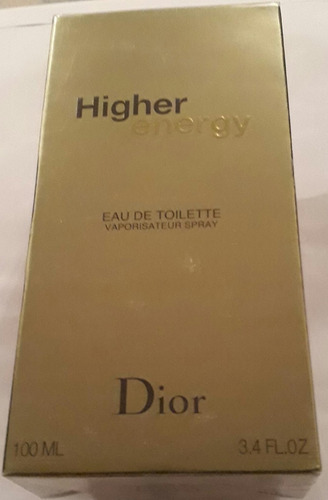 Higher
energy
EAU DE TOILETTE
VAPORISATEUR SPRAY
Dior
100 ML 3.4 FL.OZ